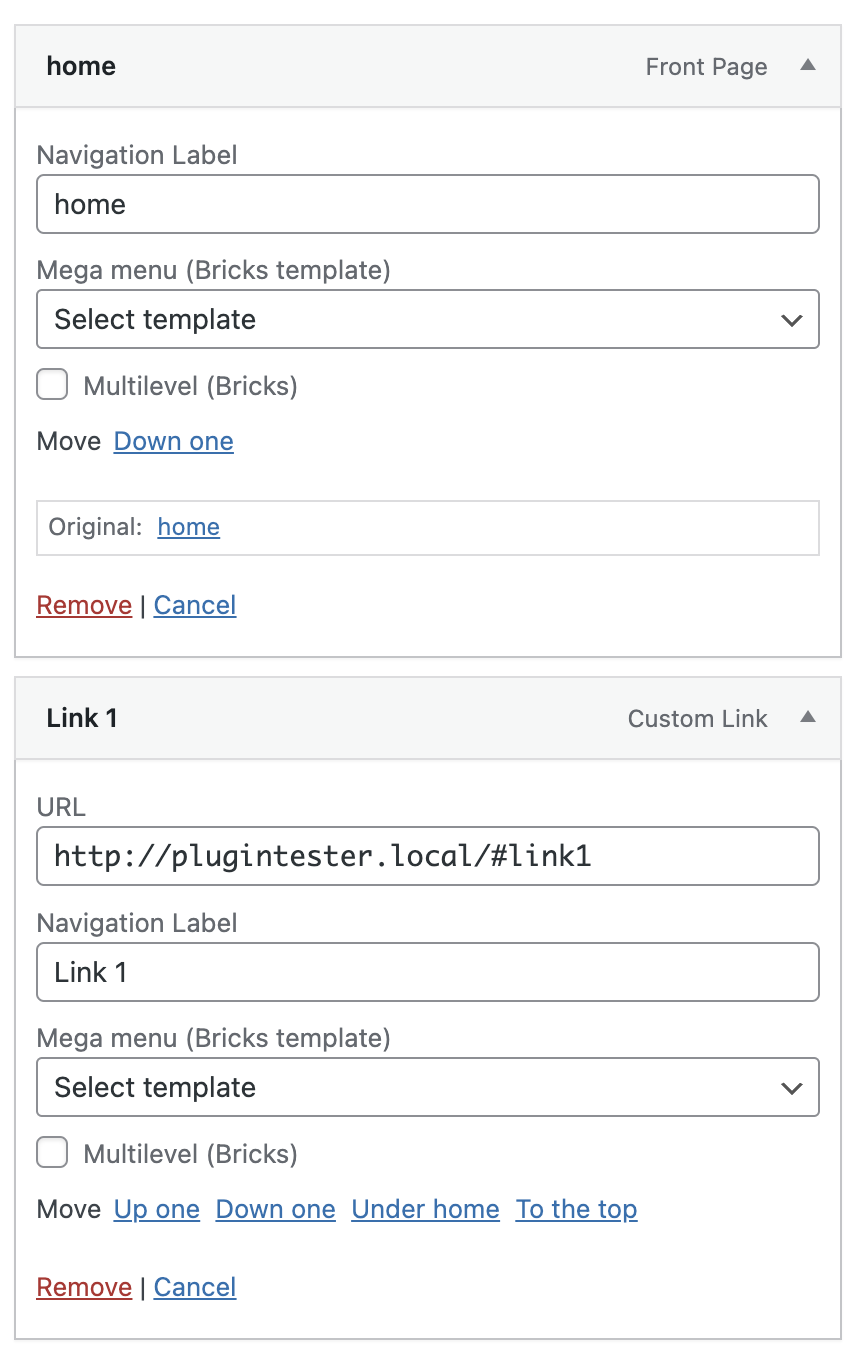 home Front Page
Navigation Label
home
Mega menu (Bricks template)
Select template
Multilevel (Bricks)
Move Down one
Original: home
Remove | Cancel
Link 1 Custom Link
URL
http://plugintester.local/#link1
Navigation Label
Link 1
Mega menu (Bricks template)
Select template
Multilevel (Bricks)
Move Up one Down one Under home To the top
Remove | Cancel